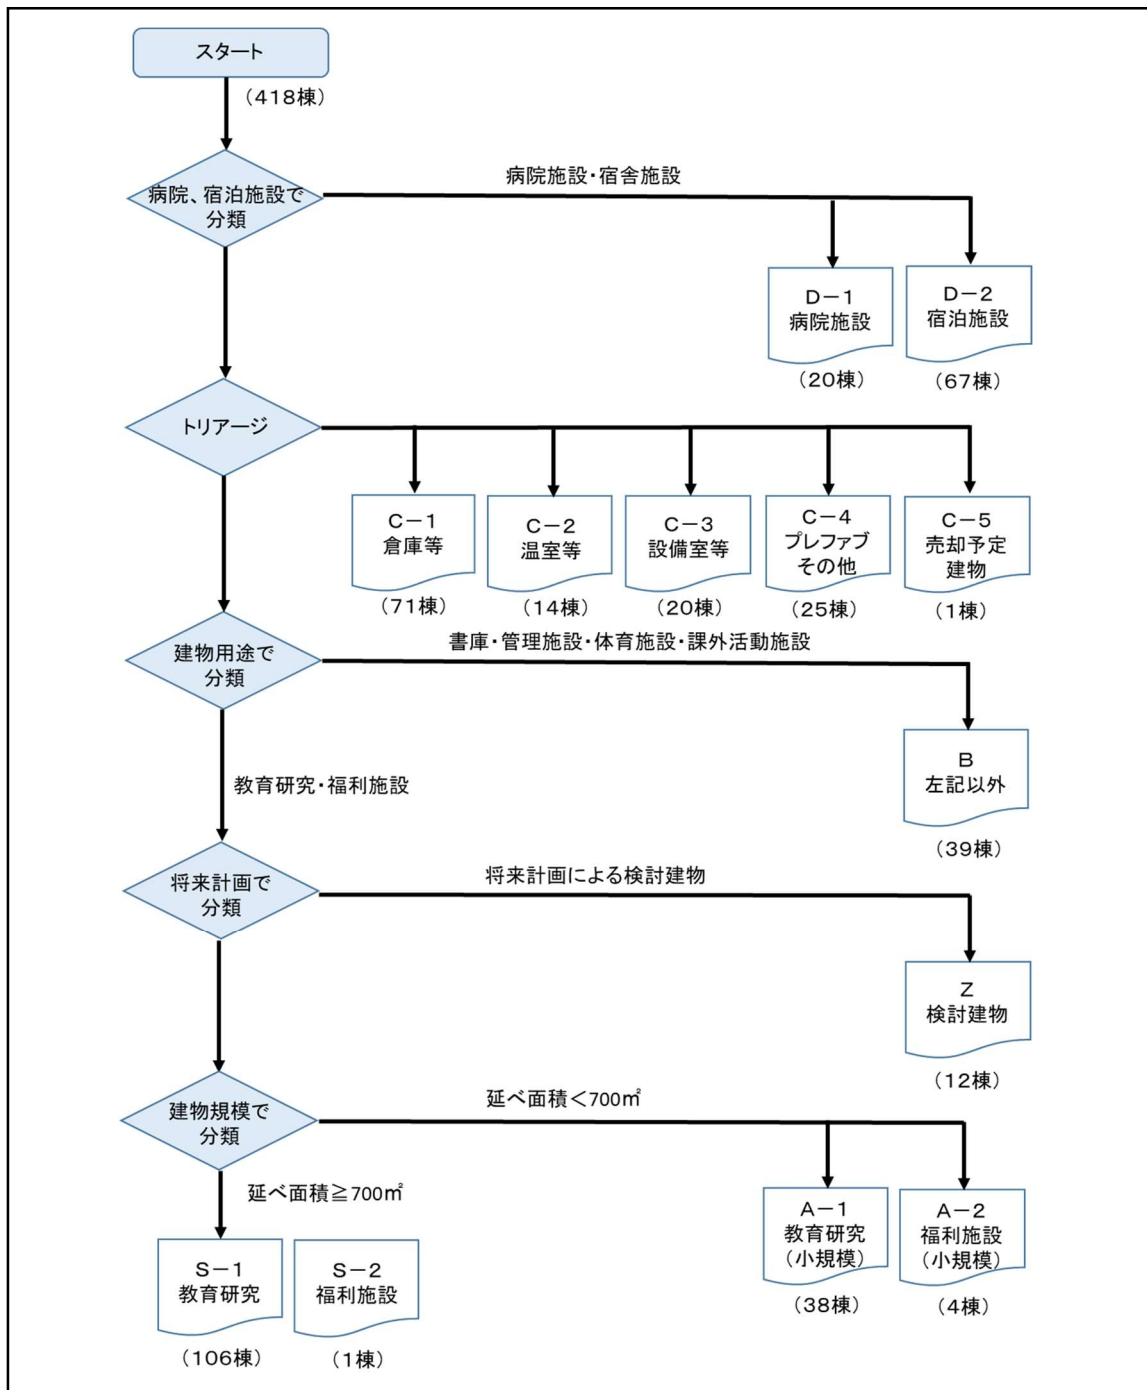 スタート
（418棟）
病院、宿泊施設で
分類
病院施設・宿舎施設
D－1
病院施設
（20棟）
D－2
宿泊施設
（67棟）
トリアージ
C－1
倉庫等
（71棟）
C－2
温室等
（14棟）
C－3
設備室等
（20棟）
C－4
プレファブ
その他
（25棟）
C－5
売却予定
建物
（1棟）
建物用途で
分類
書庫・管理施設・体育施設・課外活動施設
B
左記以外
（39棟）
教育研究・福利施設
将来計画で
分類
将来計画による検討建物
Z
検討建物
（12棟）
建物規模で
分類
延べ面積＜700㎡
A－1
教育研究
（小規模）
（38棟）
A－2
福利施設
（小規模）
（4棟）
延べ面積≧700㎡
S－1
教育研究
（106棟）
S－2
福利施設
（1棟）